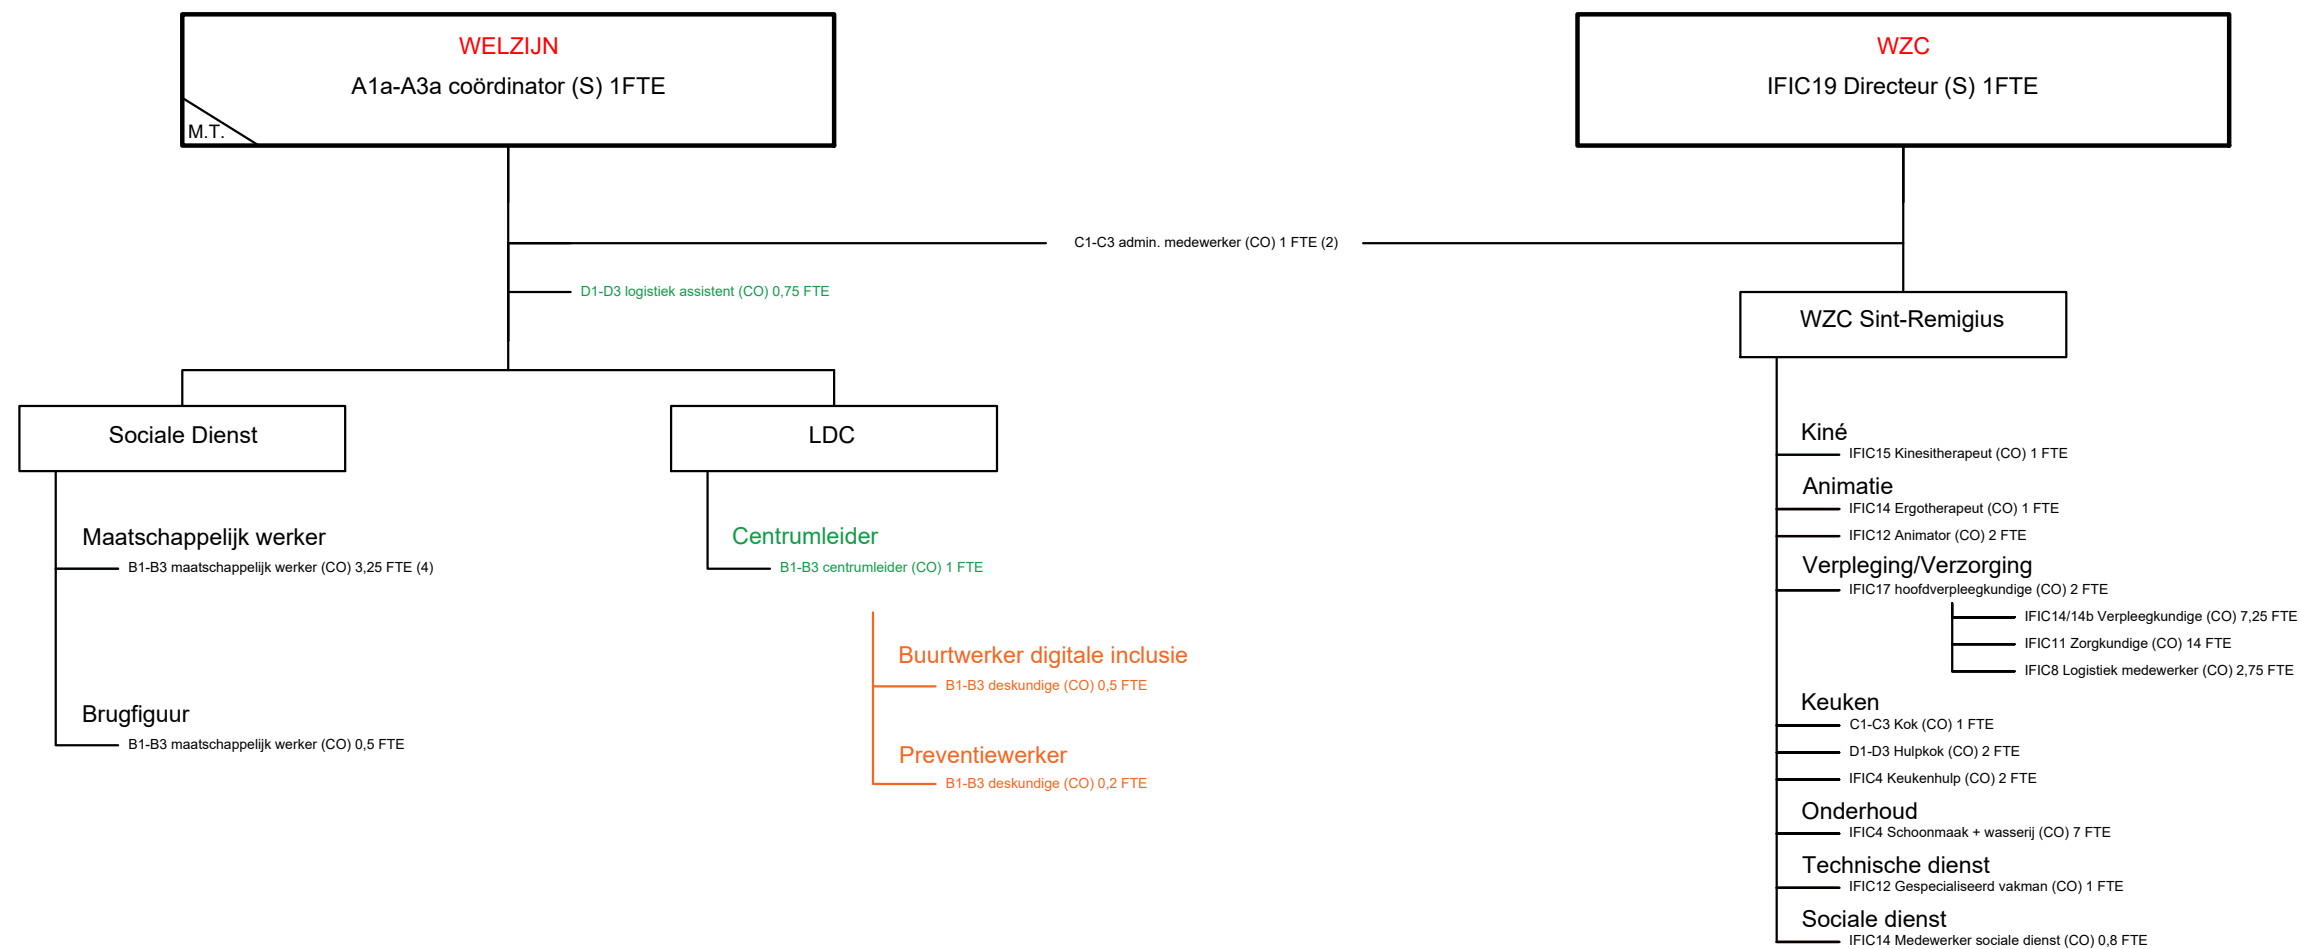 WELZIJN
A1a-A3a coördinator (S) 1FTE
M.T.
WZC
IFIC19 Directeur (S) 1FTE
C1-C3 admin. medewerker (CO) 1 FTE (2)
D1-D3 logistiek assistent (CO) 0,75 FTE
Sociale Dienst
Maatschappelijk werker
B1-B3 maatschappelijk werker (CO) 3,25 FTE (4)
Brugfiguur
B1-B3 maatschappelijk werker (CO) 0,5 FTE
LDC
Centrumleider
B1-B3 centrumleider (CO) 1 FTE
Buurtwerker digitale inclusie
B1-B3 deskundige (CO) 0,5 FTE
Preventiewerker
B1-B3 deskundige (CO) 0,2 FTE
WZC Sint-Remigius
Kiné
IFIC15 Kinesitherapeut (CO) 1 FTE
Animatie
IFIC14 Ergotherapeut (CO) 1 FTE
IFIC12 Animator (CO) 2 FTE
Verpleging/Verzorging
IFIC17 hoofdverpleegkundige (CO) 2 FTE
IFIC14/14b Verpleegkundige (CO) 7,25 FTE
IFIC11 Zorgkundige (CO) 14 FTE
IFIC8 Logistiek medewerker (CO) 2,75 FTE
Keuken
C1-C3 Kok (CO) 1 FTE
D1-D3 Hulpkok (CO) 2 FTE
IFIC4 Keukenhulp (CO) 2 FTE
Onderhoud
IFIC4 Schoonmaak + wasserij (CO) 7 FTE
Technische dienst
IFIC12 Gespecialiseerd vakman (CO) 1 FTE
Sociale dienst
IFIC14 Medewerker sociale dienst (CO) 0,8 FTE